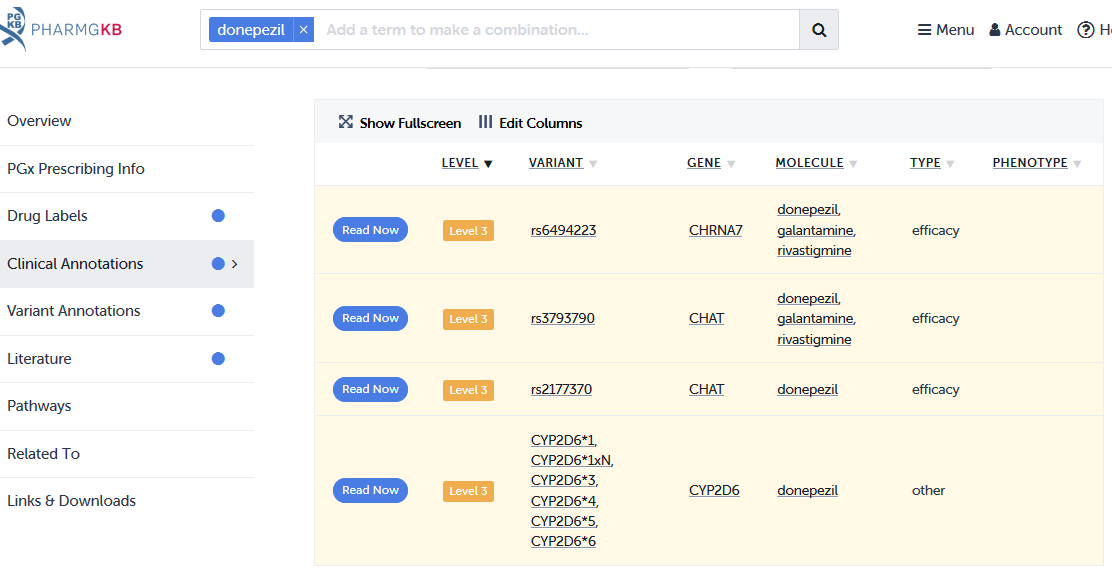 PG
KB
PHARMGKB
donepezil ×
Add a term to make a combination...
Menu
Account
He
Overview
PGx Prescribing Info
Drug Labels
Clinical Annotations
Variant Annotations
Literature
Pathways
Related To
Links & Downloads
Show Fullscreen
Edit Columns
LEVEL ▼ VARIANT ▼ GENE ▼ MOLECULE ▼ TYPE ▼ PHENOTYPE ▼
Read Now Level 3 rs6494223 CHRNA7 donepezil,
galantamine,
rivastigmine
efficacy
Read Now Level 3 rs3793790 CHAT donepezil,
galantamine,
rivastigmine
efficacy
Read Now Level 3 rs2177370 CHAT donepezil efficacy
Read Now Level 3 CYP2D6*1,
CYP2D6*1xN,
CYP2D6*3,
CYP2D6*4,
CYP2D6*5,
CYP2D6*6
CYP2D6 donepezil other